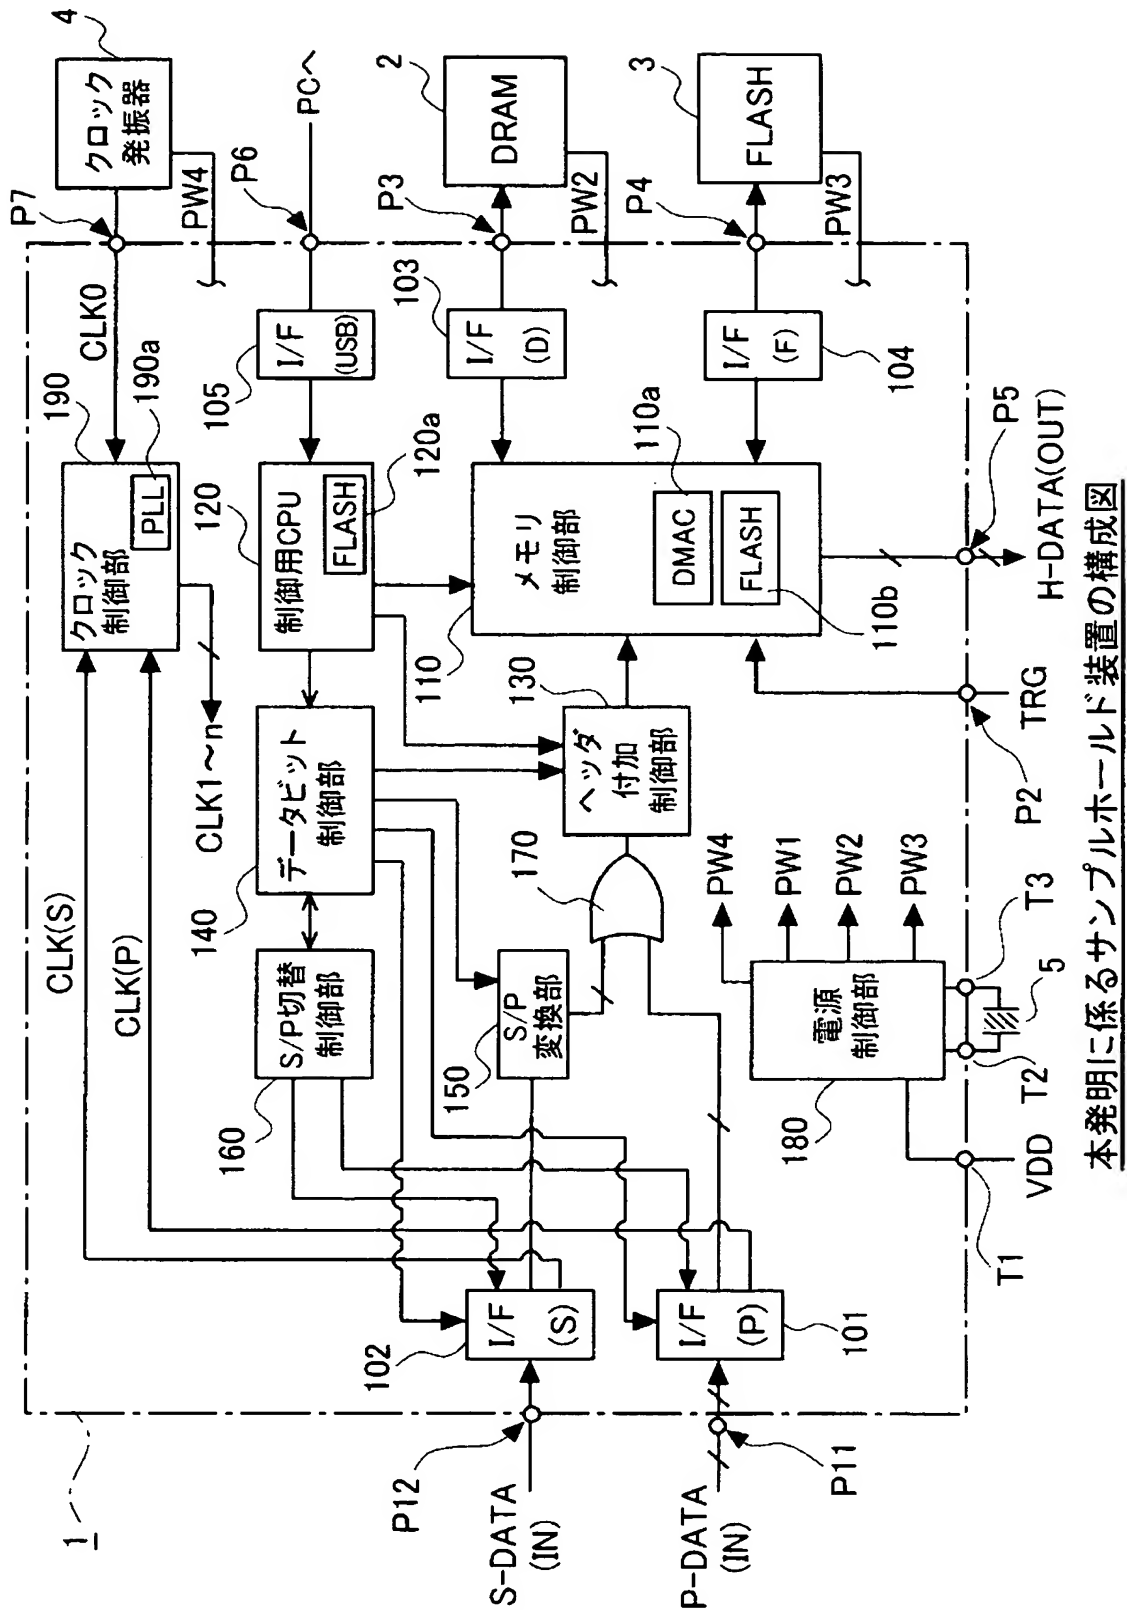 1
CLK(S)
CLK(P)
CLK1～n
190
クロック
制御部
PLL
190a
CLK0
P7
4
クロック
発振器
PW4
160
S/P切替
制御部
140
データビット
制御部
120
制御用CPU
FLASH
120a
105
I/F
(USB)
P6
PCへ
P12
S-DATA
(IN)
102
I/F
(S)
150
S/P
変換部
170
130
ヘッダ
付加
制御部
110
メモリ
制御部
DMAC
FLASH
110a
110b
103
I/F
(D)
P3
2
DRAM
PW2
P11
P-DATA
(IN)
101
I/F
(P)
104
I/F
(F)
P4
3
FLASH
PW3
180
電源
制御部
PW4
PW1
PW2
PW3
T1
VDD
T2
5
T3
P2
TRG
P5
H-DATA(OUT)
本発明に係るサンプルホールド装置の構成図